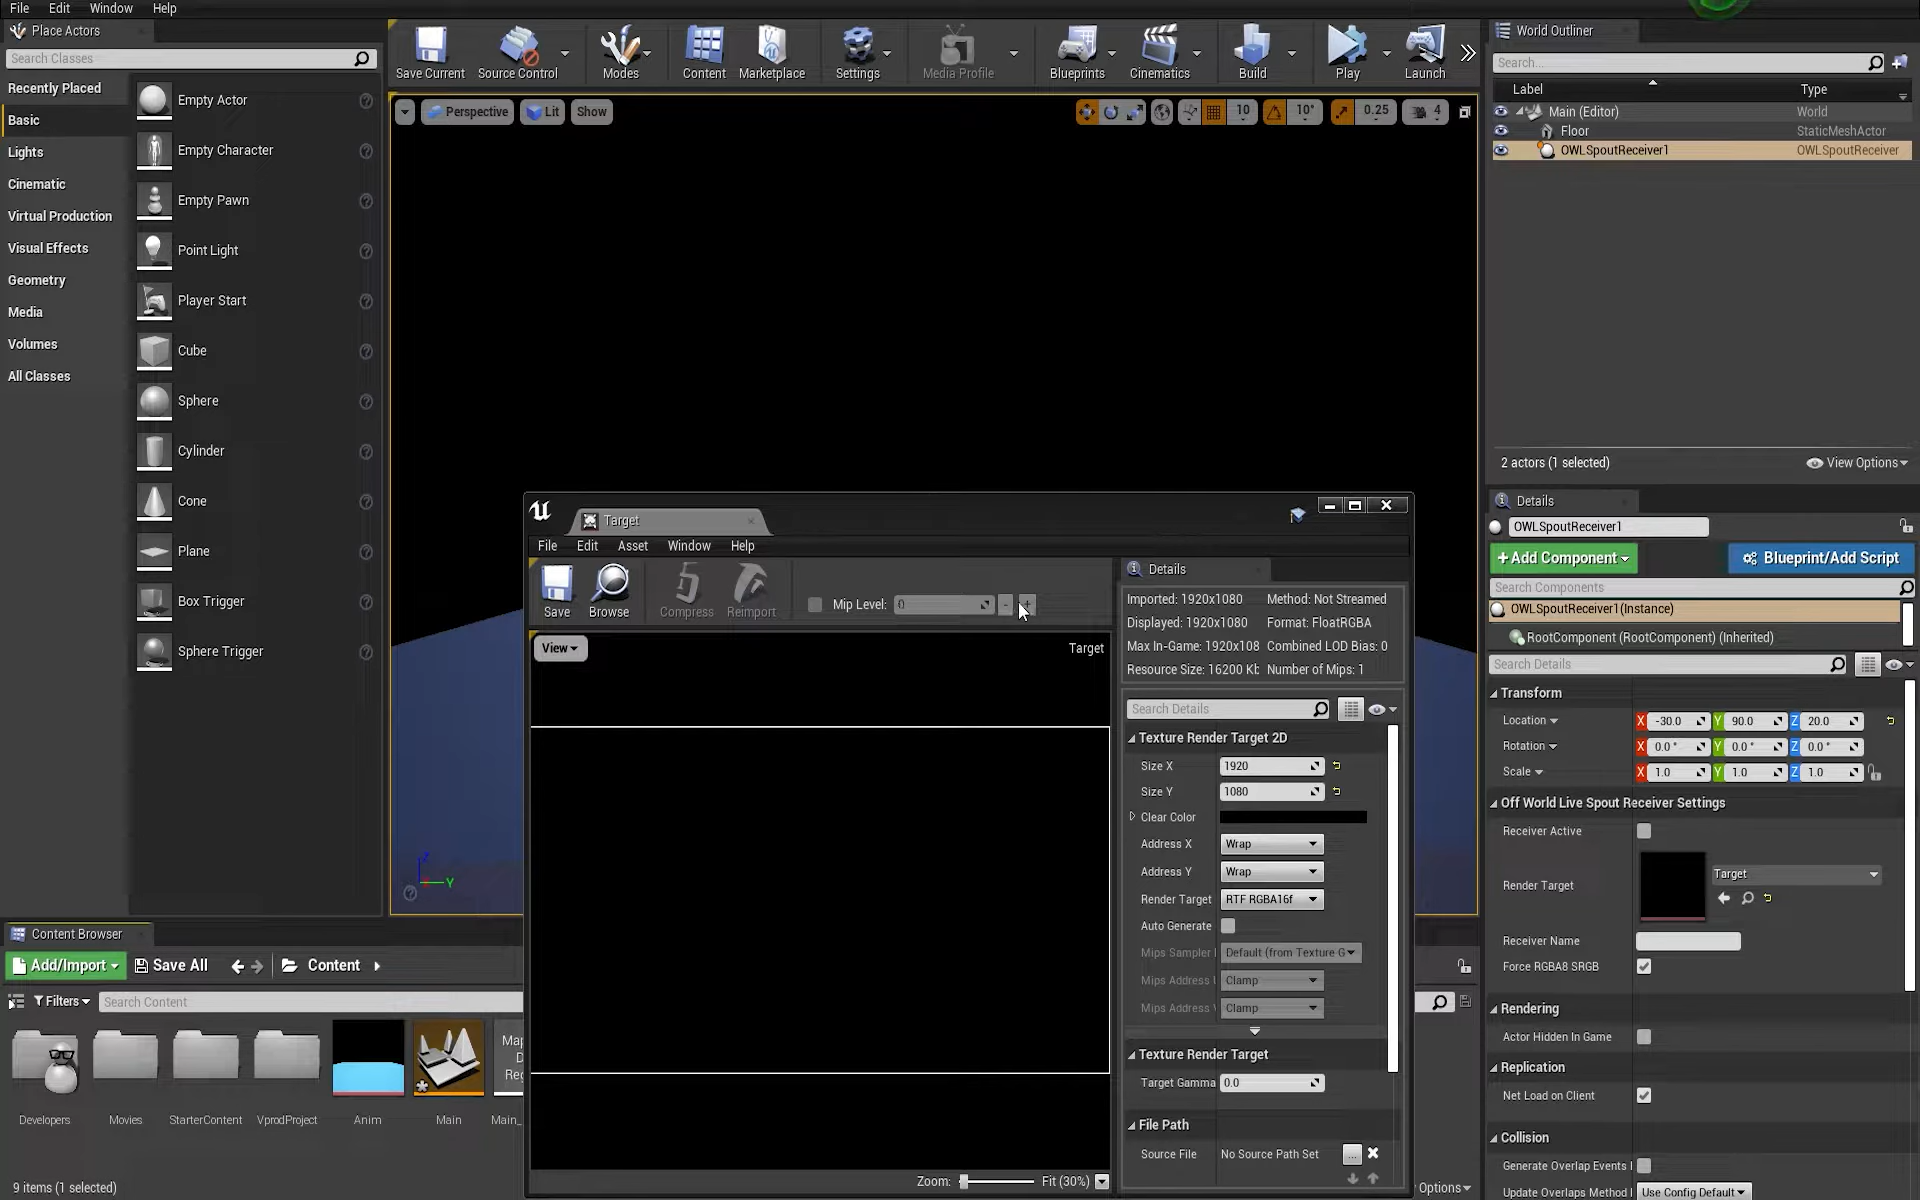 File Edit Window Help
Place Actors
Search Classes
Recently Placed
Basic
Lights
Cinematic
Virtual Production
Visual Effects
Geometry
Media
Volumes
All Classes
Empty Actor
Empty Character
Empty Pawn
Point Light
Player Start
Cube
Sphere
Cylinder
Cone
Plane
Box Trigger
Sphere Trigger
Save Current
Source Control
Modes
Content
Marketplace
Settings
Media Profile
Blueprints
Cinematics
Build
Play
Launch
Perspective
Lit
Show
10
10°
0.25
4
World Outliner
Search...
Label Type
Main (Editor) World
Floor StaticMeshActor
OWLSpoutReceiver1 OWLSpoutReceiver
2 actors (1 selected) View Options
Details
OWLSpoutReceiver1
+Add Component
Blueprint/Add Script
Search Components
OWLSpoutReceiver1(Instance)
RootComponent (RootComponent) (Inherited)
Search Details
Transform
Location X -30.0 Y 90.0 Z 20.0
Rotation X 0.0° Y 0.0° Z 0.0°
Scale X 1.0 Y 1.0 Z 1.0
Off World Live Spout Receiver Settings
Receiver Active
Render Target Target
Receiver Name
Force RGBA8 SRGB
Rendering
Actor Hidden In Game
Replication
Net Load on Client
Collision
Generate Overlap Events
Update Overlaps Method Use Config Default
Target
File Edit Asset Window Help
Save
Browse
Compress
Reimport
Mip Level: 0 - +
View
Target
Zoom: Fit (30%)
Details
Imported: 1920x1080 Method: Not Streamed
Displayed: 1920x1080 Format: FloatRGBA
Max In-Game: 1920x108 Combined LOD Bias: 0
Resource Size: 16200 Kb Number of Mips: 1
Search Details
Texture Render Target 2D
Size X 1920
Size Y 1080
Clear Color
Address X Wrap
Address Y Wrap
Render Target RTF RGBA16f
Auto Generate
Mips Sampler Default (from Texture G
Mips Address Clamp
Mips Address Clamp
Texture Render Target
Target Gamma 0.0
File Path
Source File No Source Path Set ...
Z
Y
Content Browser
Add/Import
Save All
Content
Filters
Search Content
Developers
Movies
StarterContent
VprodProject
Anim
Main
Map
D
Reg
Main_
9 items (1 selected)
Options